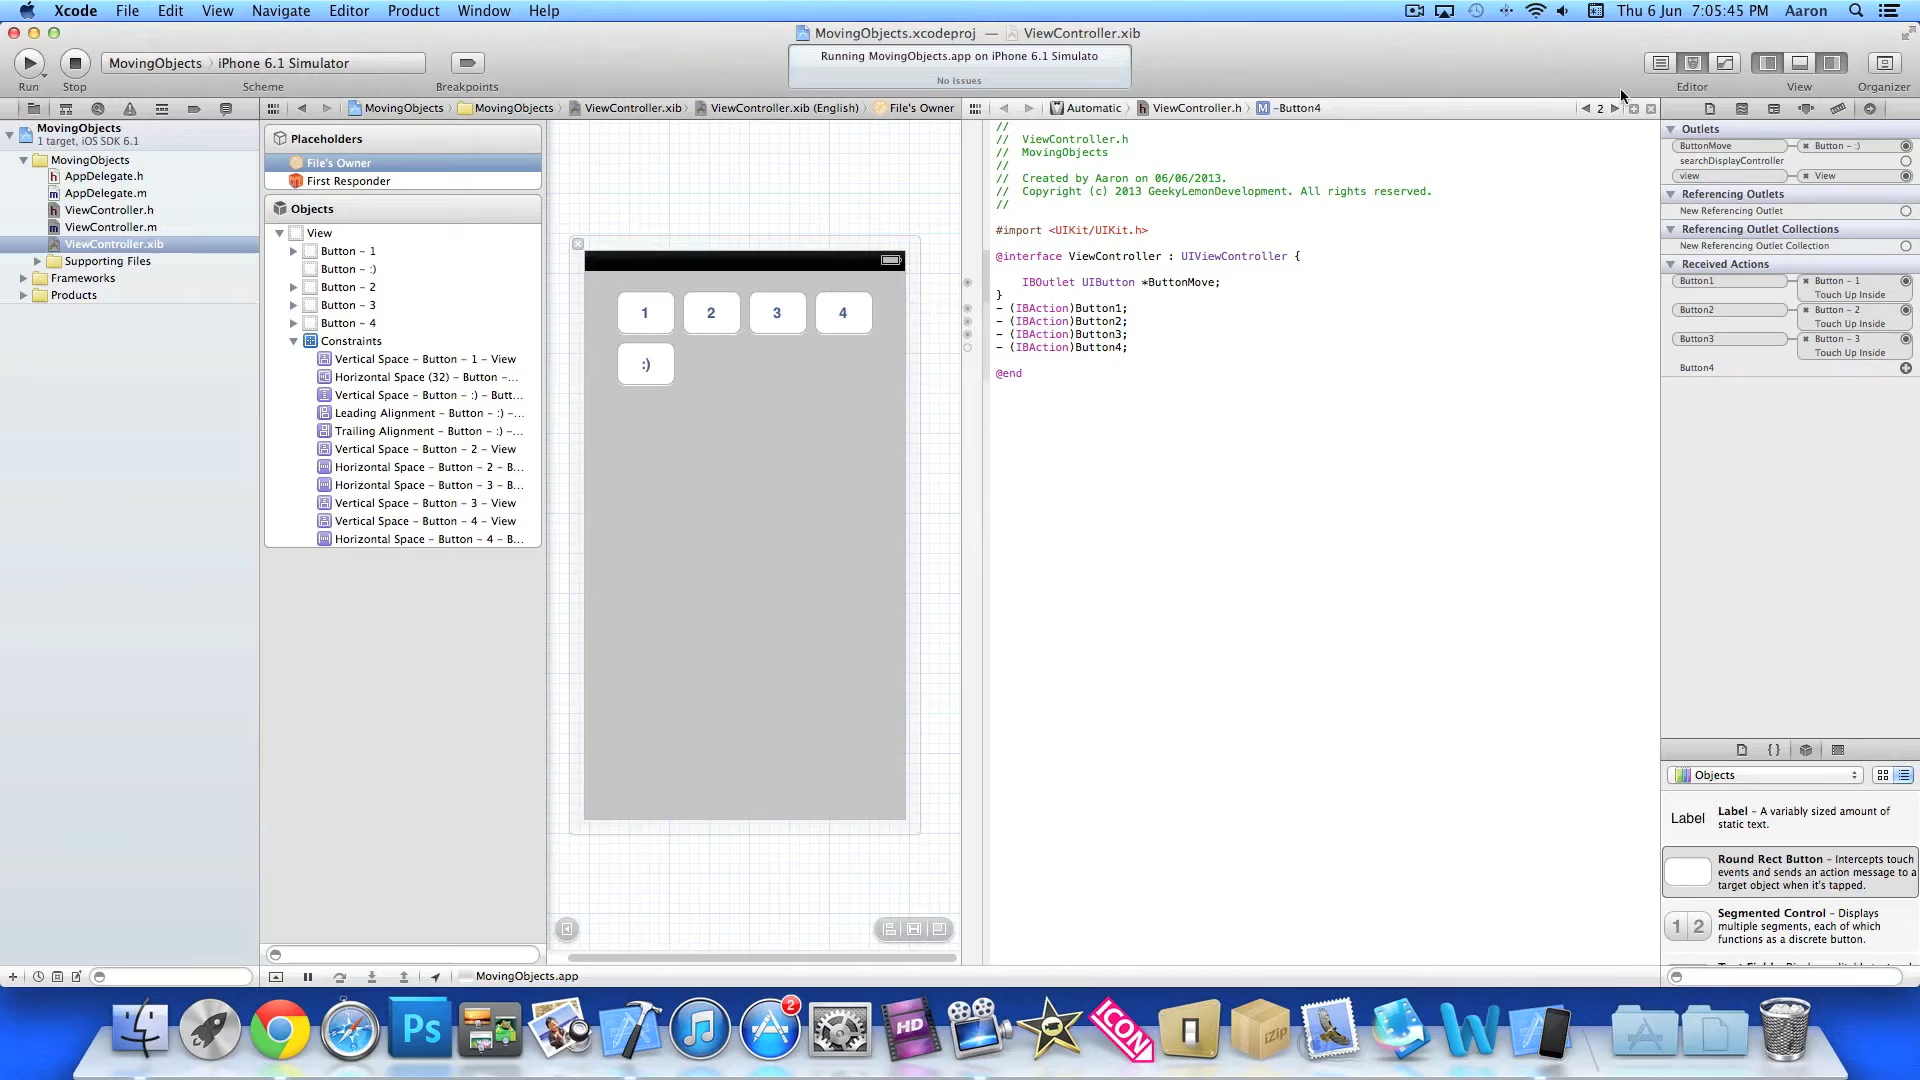 Xcode File Edit View Navigate Editor Product Window Help
Thu 6 Jun 7:05:45 PM Aaron
MovingObjects.xcodeproj — ViewController.xib
MovingObjects iPhone 6.1 Simulator
Running MovingObjects.app on iPhone 6.1 Simulato
No Issues
Run Stop Scheme Breakpoints Editor View Organizer
MovingObjects MovingObjects ViewController.xib ViewController.xib (English) File's Owner
Automatic ViewController.h M -Button4
2
MovingObjects
1 target, iOS SDK 6.1
MovingObjects
h AppDelegate.h
m AppDelegate.m
h ViewController.h
m ViewController.m
ViewController.xib
Supporting Files
Frameworks
Products
Placeholders
File's Owner
First Responder
Objects
View
Button - 1
Button - :)
Button - 2
Button - 3
Button - 4
Constraints
Vertical Space - Button - 1 - View
Horizontal Space (32) - Button -...
Vertical Space - Button - :) - Butt...
Leading Alignment - Button - :) -...
Trailing Alignment - Button - :) -...
Vertical Space - Button - 2 - View
Horizontal Space - Button - 2 - B...
Horizontal Space - Button - 3 - B...
Vertical Space - Button - 3 - View
Vertical Space - Button - 4 - View
Horizontal Space - Button - 4 - B...
1 2 3 4
:)
//
// ViewController.h
// MovingObjects
//
// Created by Aaron on 06/06/2013.
// Copyright (c) 2013 GeekyLemonDevelopment. All rights reserved.
//
#import <UIKit/UIKit.h>
@interface ViewController : UIViewController {
IBOutlet UIButton *ButtonMove;
}
- (IBAction)Button1;
- (IBAction)Button2;
- (IBAction)Button3;
- (IBAction)Button4;
@end
Outlets
ButtonMove Button - :)
searchDisplayController
view View
Referencing Outlets
New Referencing Outlet
Referencing Outlet Collections
New Referencing Outlet Collection
Received Actions
Button1 Button - 1
Touch Up Inside
Button2 Button - 2
Touch Up Inside
Button3 Button - 3
Touch Up Inside
Button4
{}
Objects
Label
Label - A variably sized amount of
static text.
Round Rect Button - Intercepts touch
events and sends an action message to a
target object when it's tapped.
1 2
Segmented Control - Displays
multiple segments, each of which
functions as a discrete button.
MovingObjects.app
Ps
2
HD
ICON
iZip
W